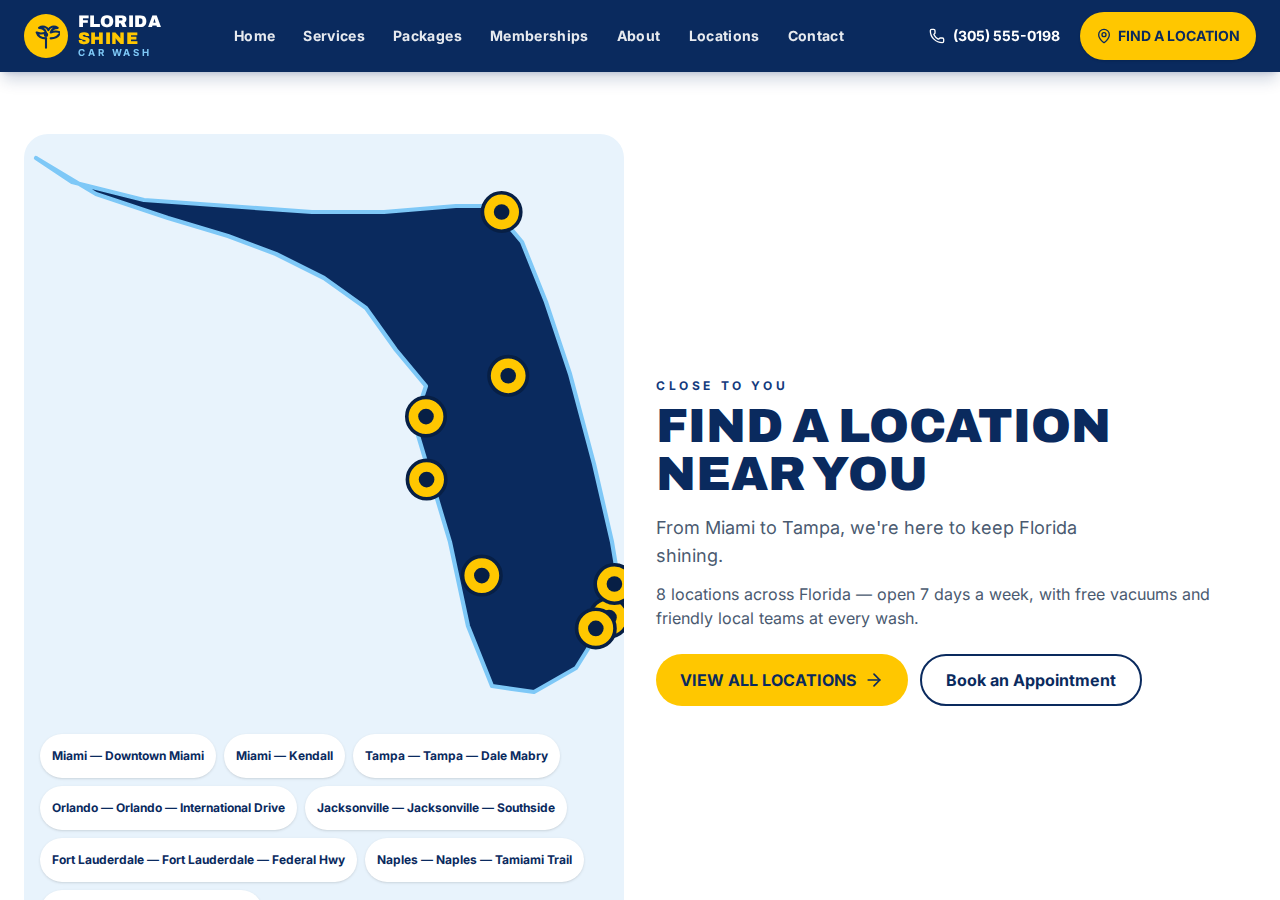 FLORIDA
SHINE
CAR WASH
Home Services Packages Memberships About Locations Contact
(305) 555-0198
FIND A LOCATION
CLOSE TO YOU
FIND A LOCATION
NEAR YOU
From Miami to Tampa, we're here to keep Florida
shining.
8 locations across Florida — open 7 days a week, with free vacuums and
friendly local teams at every wash.
VIEW ALL LOCATIONS
Book an Appointment
Miami — Downtown Miami
Miami — Kendall
Tampa — Tampa — Dale Mabry
Orlando — Orlando — International Drive
Jacksonville — Jacksonville — Southside
Fort Lauderdale — Fort Lauderdale — Federal Hwy
Naples — Naples — Tamiami Trail